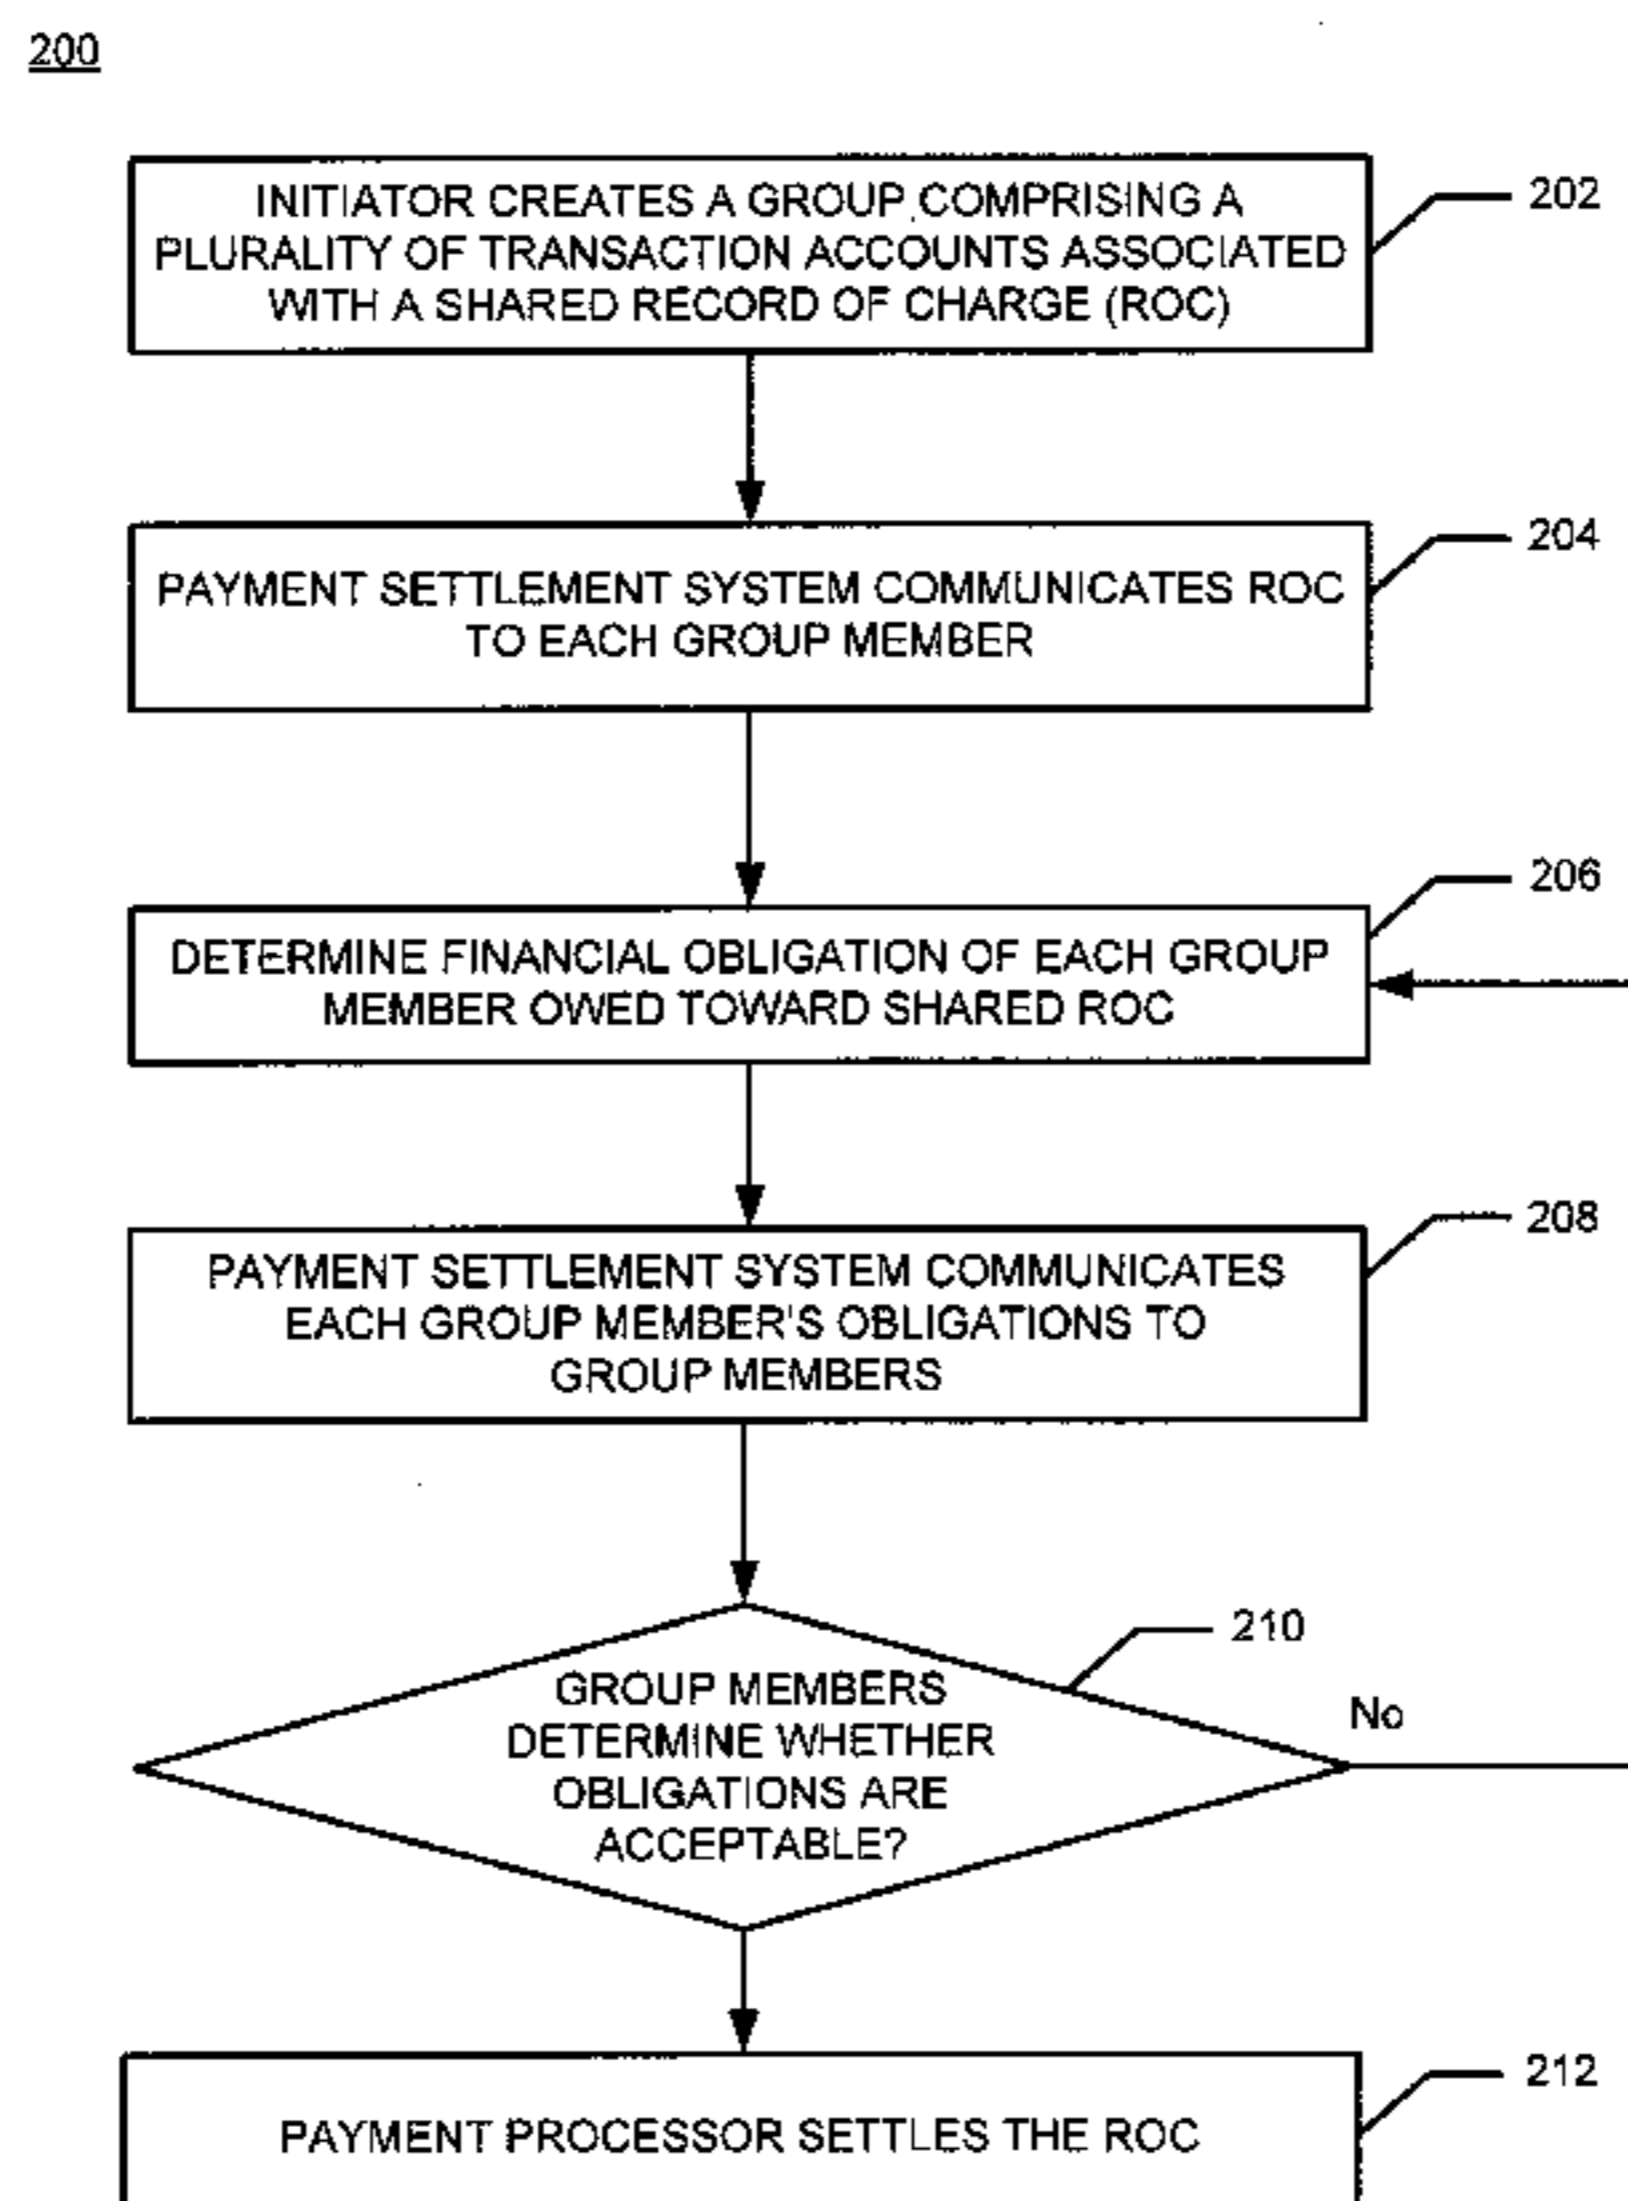 200
INITIATOR CREATES A GROUP COMPRISING A
PLURALITY OF TRANSACTION ACCOUNTS ASSOCIATED
WITH A SHARED RECORD OF CHARGE (ROC)
202
PAYMENT SETTLEMENT SYSTEM COMMUNICATES ROC
TO EACH GROUP MEMBER
204
DETERMINE FINANCIAL OBLIGATION OF EACH GROUP
MEMBER OWED TOWARD SHARED ROC
206
PAYMENT SETTLEMENT SYSTEM COMMUNICATES
EACH GROUP MEMBER'S OBLIGATIONS TO
GROUP MEMBERS
208
GROUP MEMBERS
DETERMINE WHETHER
OBLIGATIONS ARE
ACCEPTABLE?
210
No
PAYMENT PROCESSOR SETTLES THE ROC
212